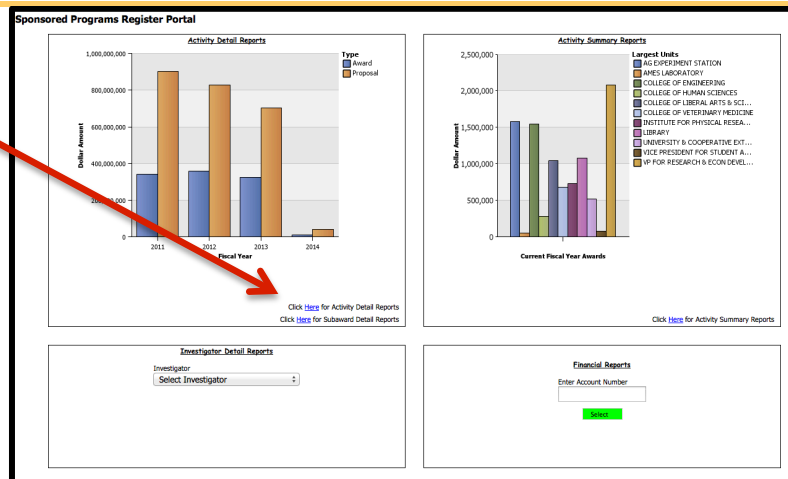 Sponsored Programs Register Portal
Activity Detail Reports
1,000,000,000
800,000,000
600,000,000
400,000,000
200,000,000
0
Dollar Amount
2011 2012 2013 2014
Fiscal Year
Type
Award
Proposal
Click Here for Activity Detail Reports
Click Here for Subaward Detail Reports
Activity Summary Reports
2,500,000
2,000,000
1,500,000
1,000,000
500,000
0
Dollar Amount
Current Fiscal Year Awards
Largest Units
AG EXPERIMENT STATION
AMES LABORATORY
COLLEGE OF ENGINEERING
COLLEGE OF HUMAN SCIENCES
COLLEGE OF LIBERAL ARTS & SCI...
COLLEGE OF VETERINARY MEDICINE
INSTITUTE FOR PHYSICAL RESEA...
LIBRARY
UNIVERSITY & COOPERATIVE EXT...
VICE PRESIDENT FOR STUDENT A...
VP FOR RESEARCH & ECON DEVEL...
Click Here for Activity Summary Reports
Investigator Detail Reports
Investigator
Select Investigator
Financial Reports
Enter Account Number
Select